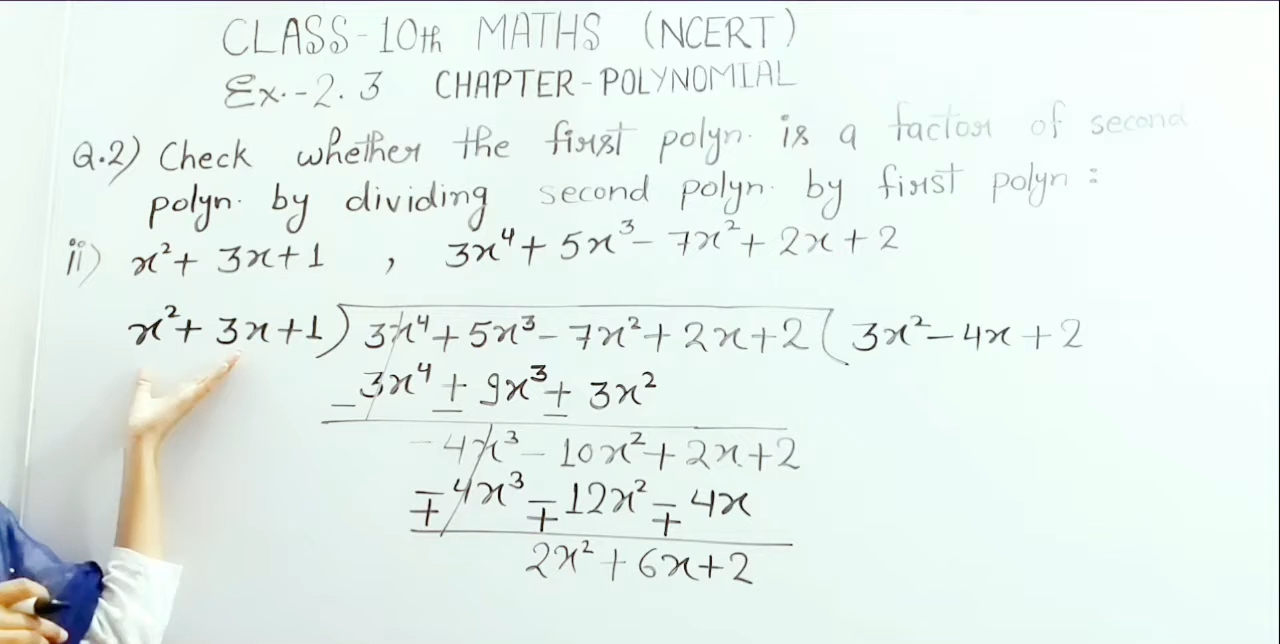 CLASS-10th MATHS (NCERT)
Ex.-2.3 CHAPTER-POLYNOMIAL
Q.2) Check whether the first polyn. is a factor of second
polyn. by dividing second polyn. by first polyn:
ii) x² + 3x + 1 , 3x⁴ + 5x³ - 7x² + 2x + 2
x² + 3x + 1 ) 3x⁴ + 5x³ - 7x² + 2x + 2 ( 3x² - 4x + 2
_ 3x⁴ +_ 9x³ +_ 3x²
-4x³ - 10x² + 2x + 2
∓ 4x³ ∓ 12x² ∓ 4x
2x² + 6x + 2